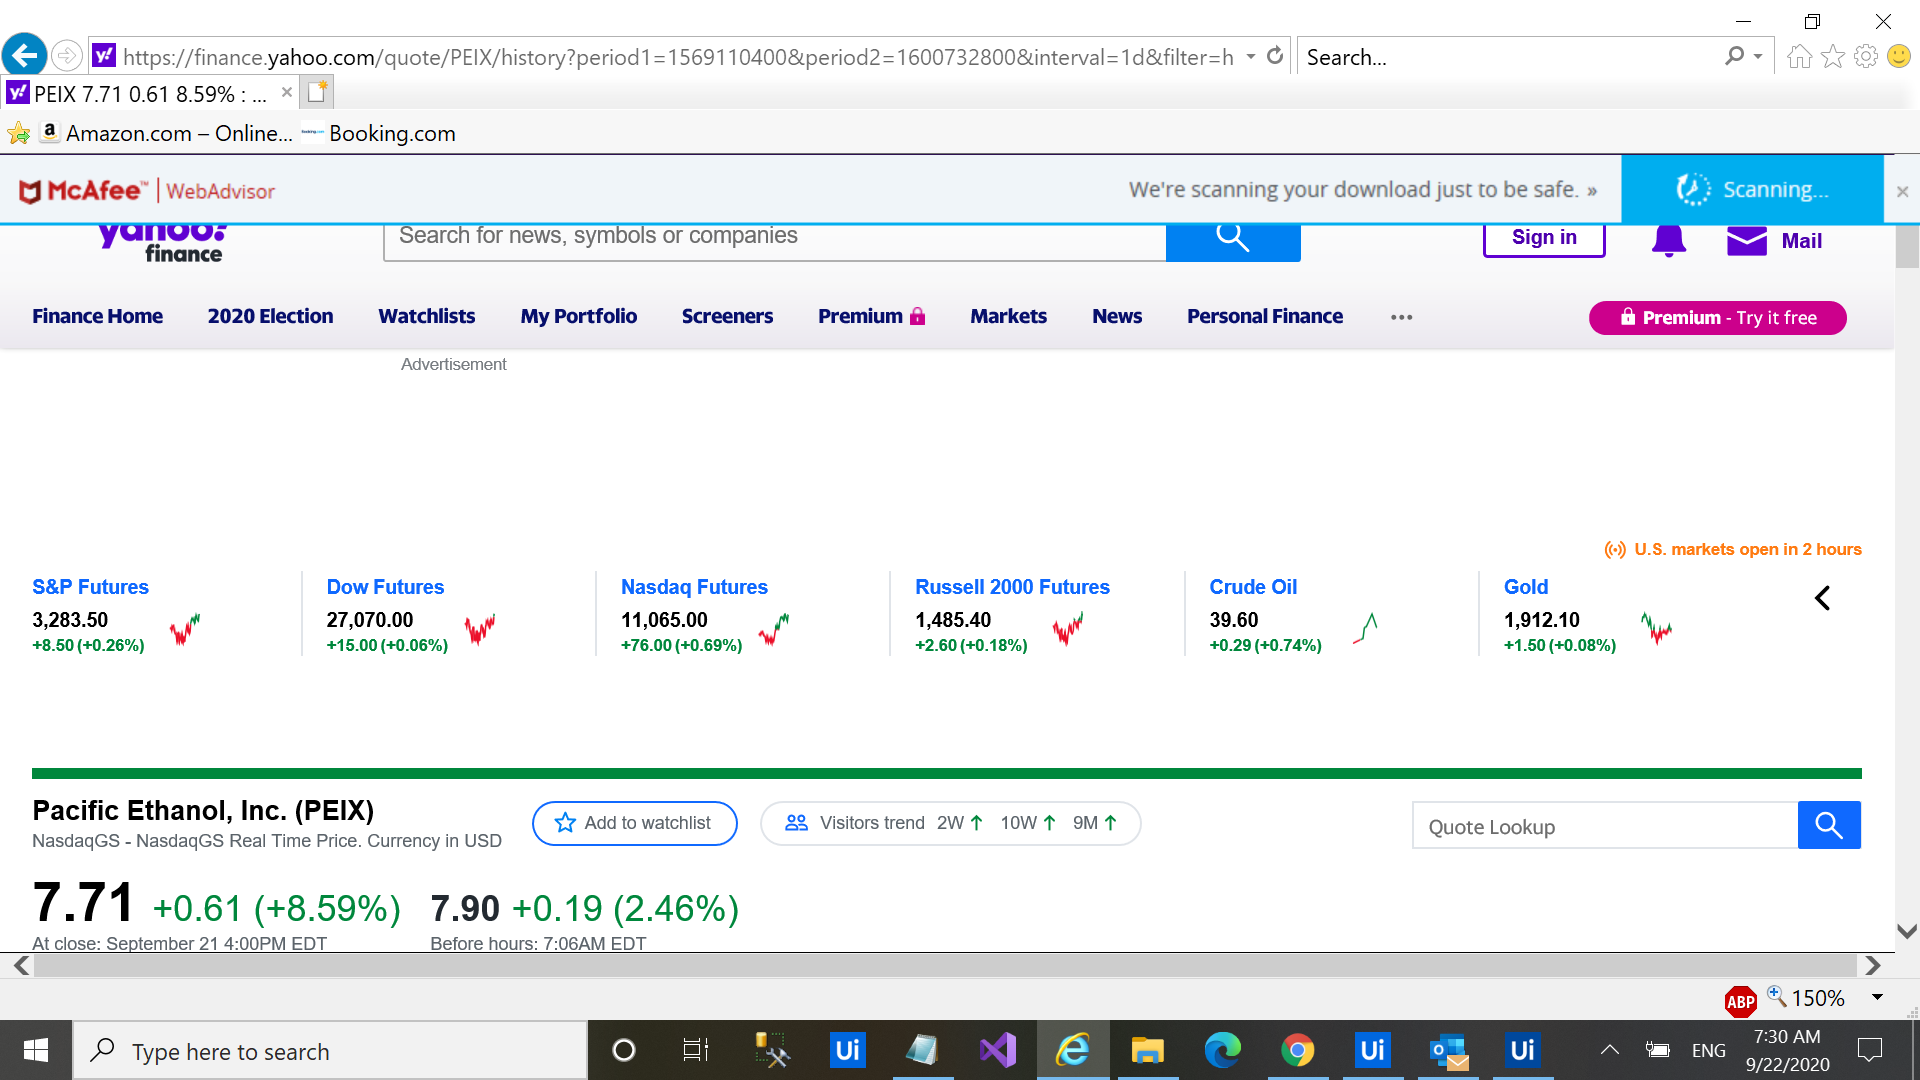 https://finance.yahoo.com/quote/PEIX/history?period1=1569110400&period2=1600732800&interval=1d&filter=h
Search...
PEIX 7.71 0.61 8.59% : ...
Amazon.com – Online...
Booking.com
McAfee™ | WebAdvisor
We're scanning your download just to be safe. »
Scanning...
yahoo!
finance
Search for news, symbols or companies
Sign in
Mail
Finance Home
2020 Election
Watchlists
My Portfolio
Screeners
Premium
Markets
News
Personal Finance
Premium - Try it free
Advertisement
U.S. markets open in 2 hours
S&P Futures
3,283.50
+8.50 (+0.26%)
Dow Futures
27,070.00
+15.00 (+0.06%)
Nasdaq Futures
11,065.00
+76.00 (+0.69%)
Russell 2000 Futures
1,485.40
+2.60 (+0.18%)
Crude Oil
39.60
+0.29 (+0.74%)
Gold
1,912.10
+1.50 (+0.08%)
Pacific Ethanol, Inc. (PEIX)
NasdaqGS - NasdaqGS Real Time Price. Currency in USD
Add to watchlist
Visitors trend 2W ↑ 10W ↑ 9M ↑
Quote Lookup
7.71 +0.61 (+8.59%)
At close: September 21 4:00PM EDT
7.90 +0.19 (2.46%)
Before hours: 7:06AM EDT
ABP
150%
Type here to search
Ui
Ui
Ui
ENG
7:30 AM
9/22/2020